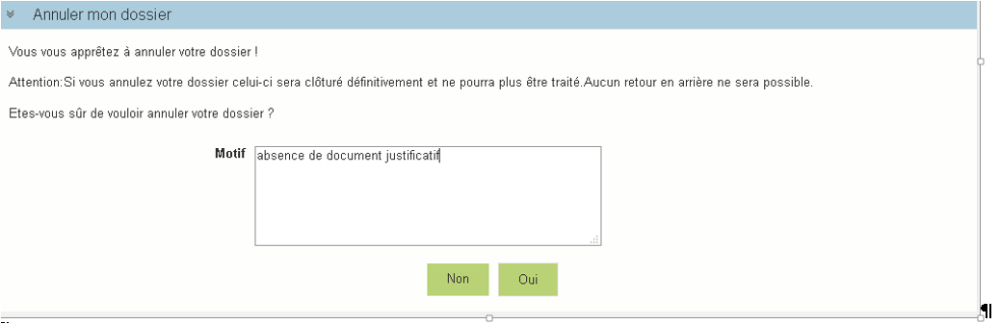 Annuler mon dossier
Vous vous apprêtez à annuler votre dossier !
Attention:Si vous annulez votre dossier celui-ci sera clôturé définitivement et ne pourra plus être traité.Aucun retour en arrière ne sera possible.
Etes-vous sûr de vouloir annuler votre dossier ?
Motif absence de document justificatif
Non Oui
¶